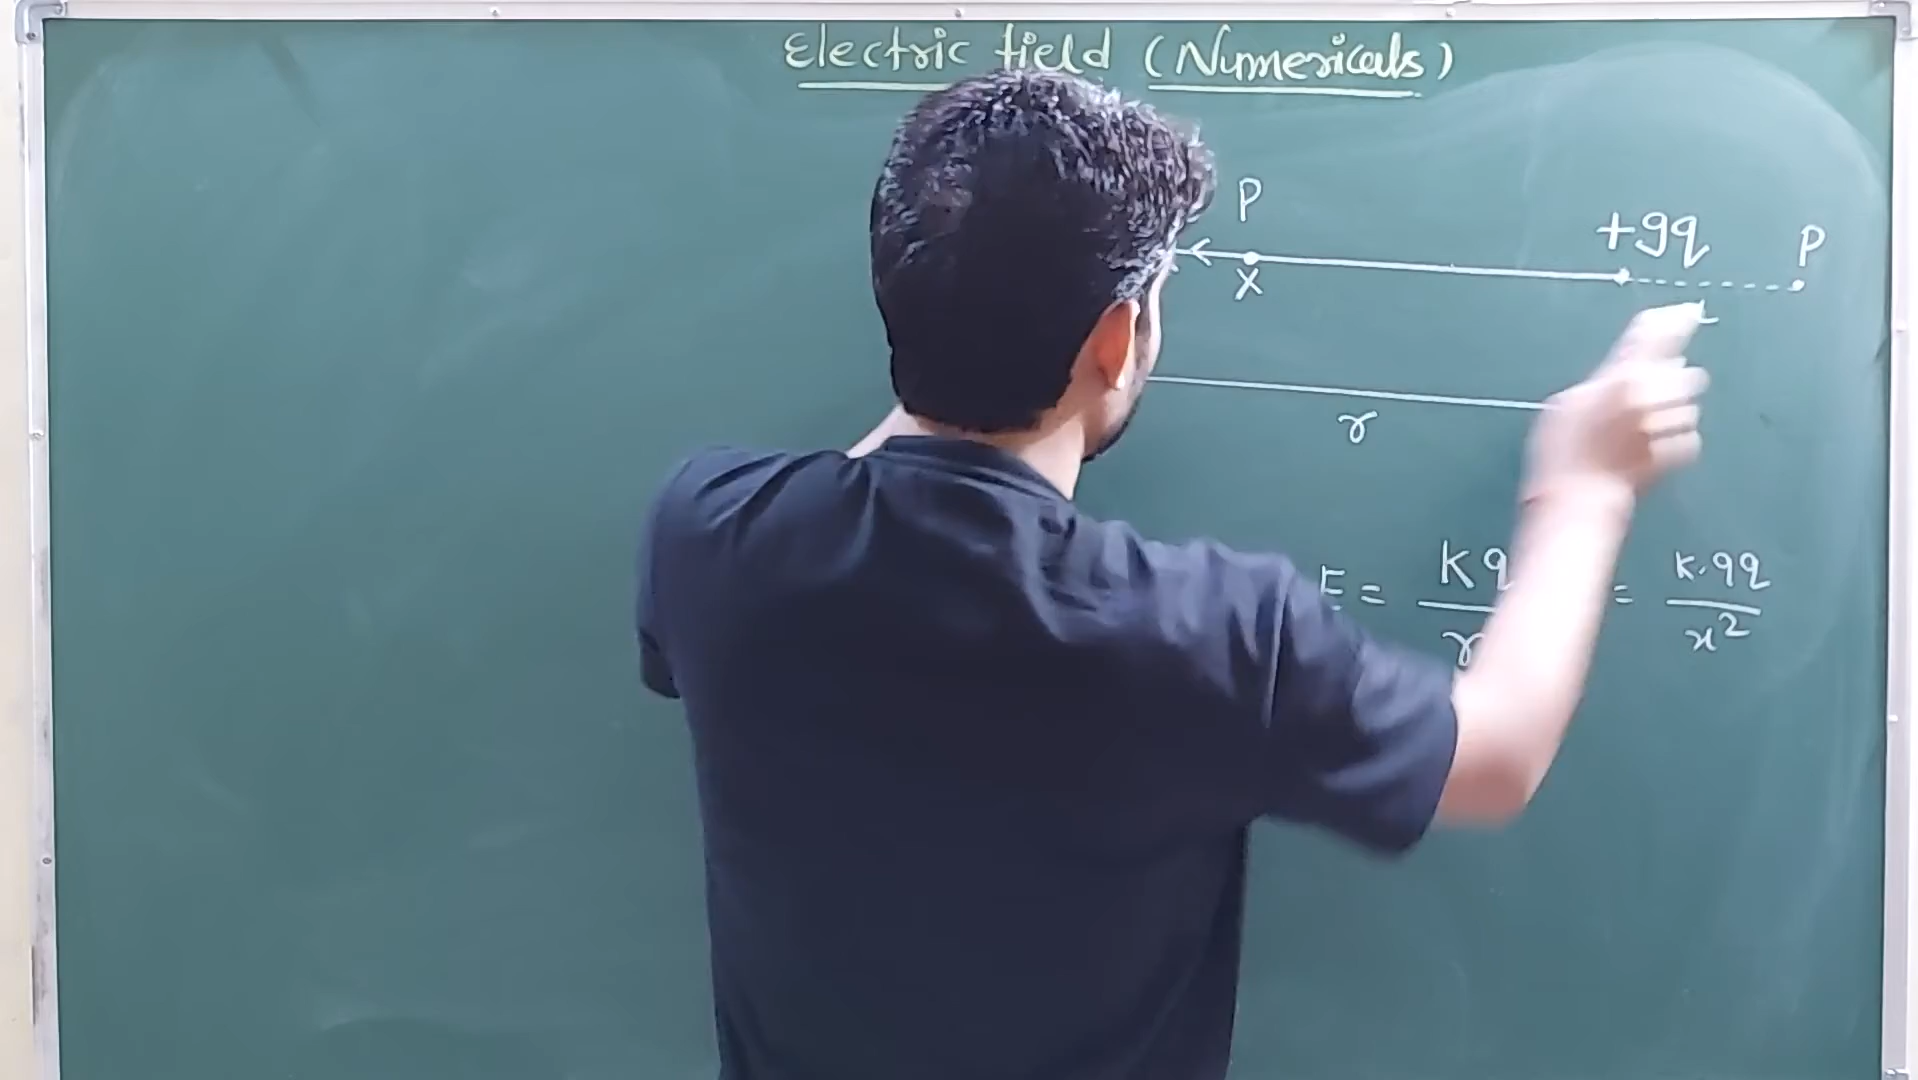 Electric field (Numericals)
P
+9q
P
X
x
r
E = Kq
r
= K.9q
x²